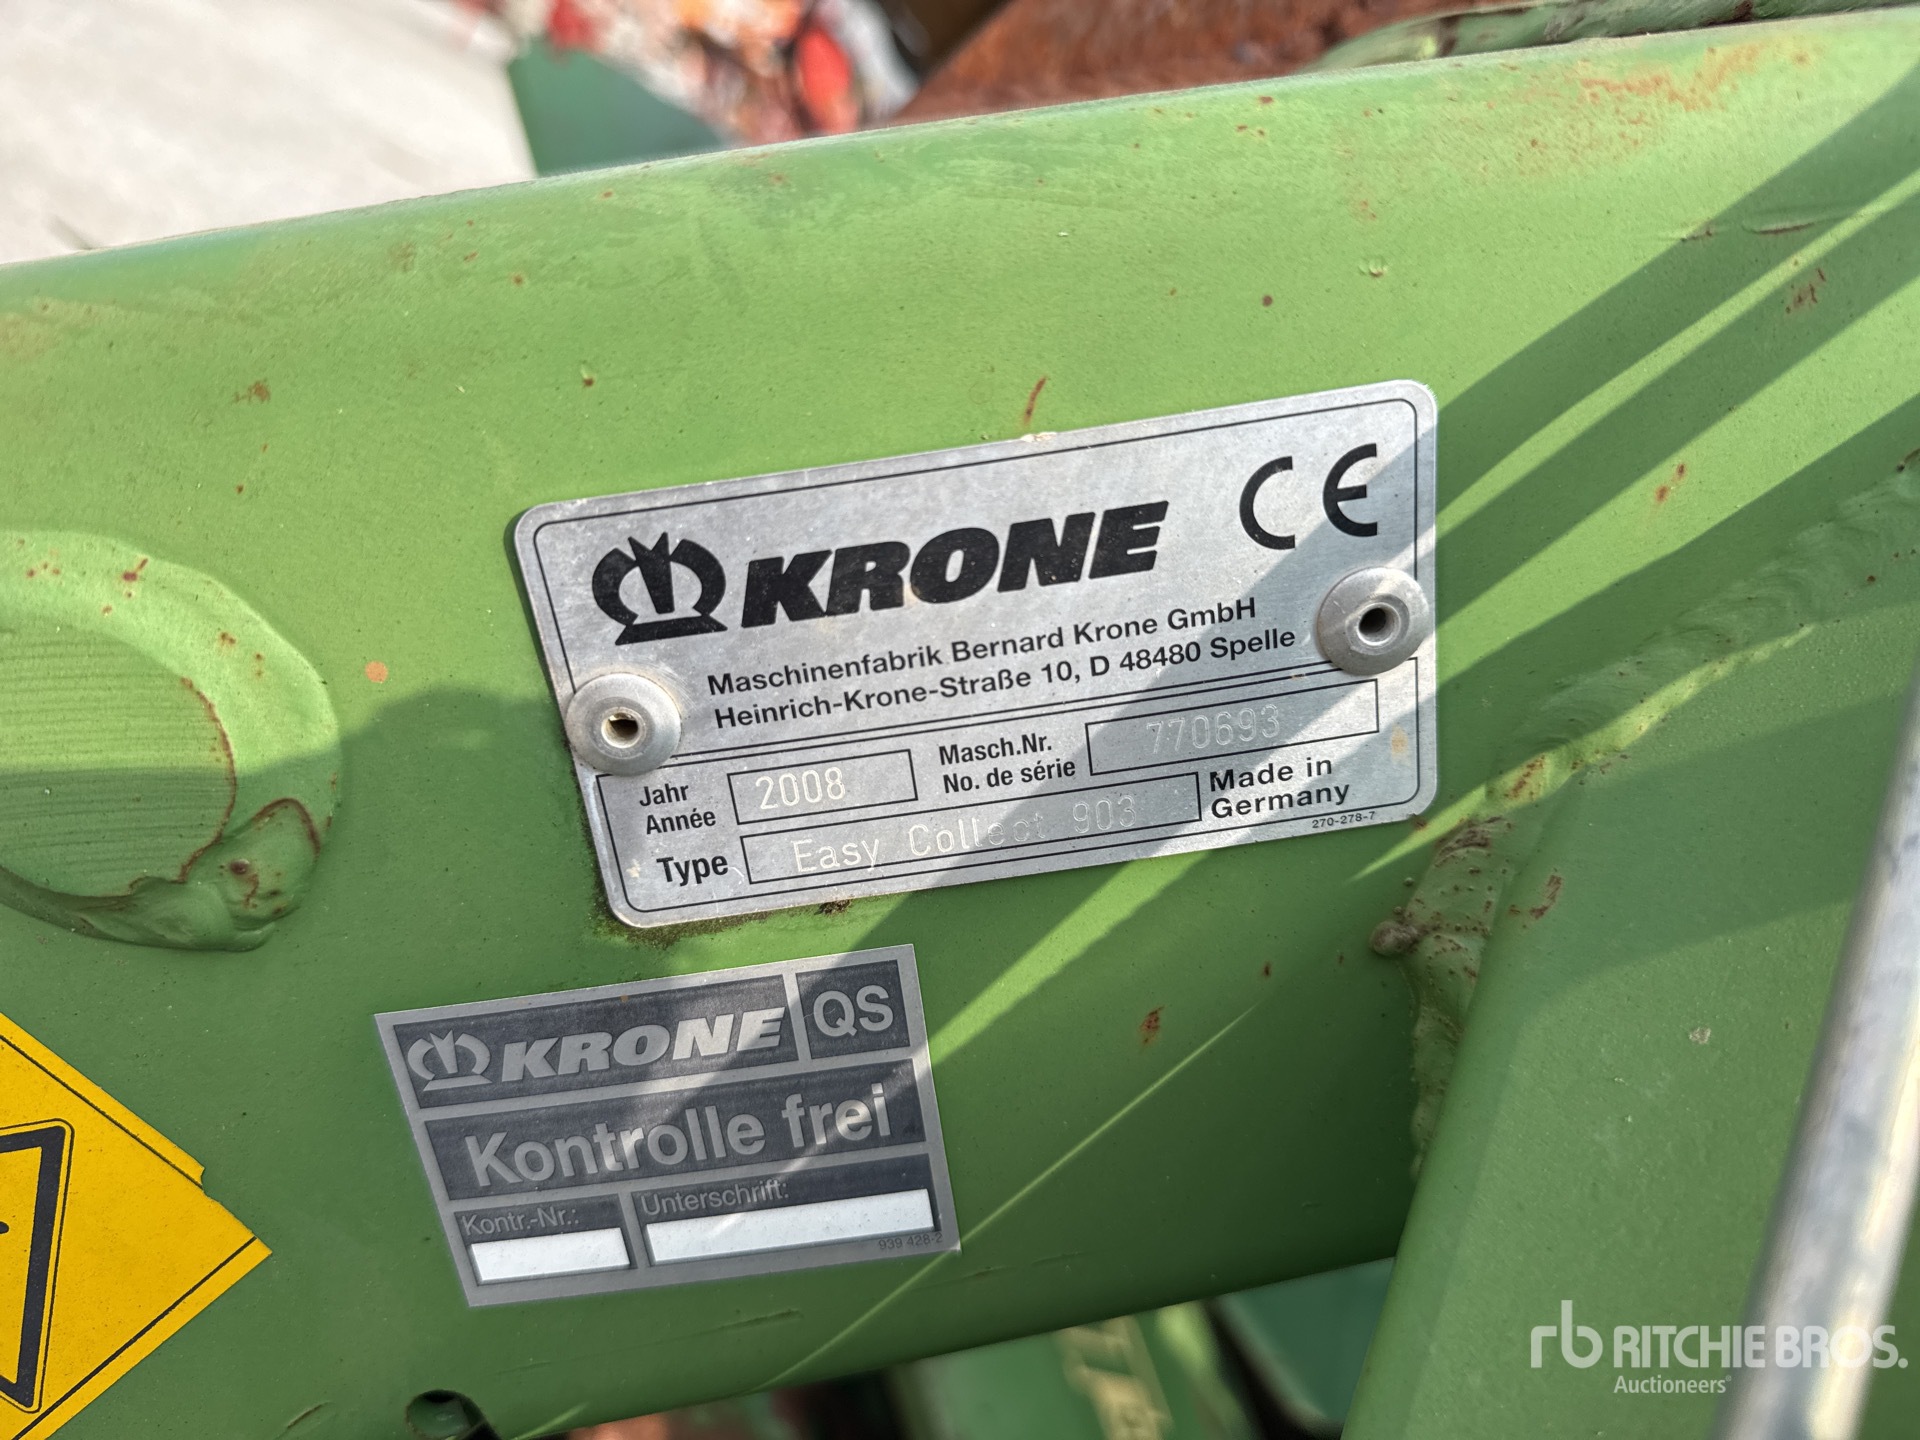 KRONE CE
Maschinenfabrik Bernard Krone GmbH
Heinrich-Krone-Straße 10, D 48480 Spelle
Jahr
Année
2008
Masch.Nr.
No. de série
770693
Type
Easy Collect 903
Made in
Germany
270-278-7
KRONE QS
Kontrolle frei
Kontr.-Nr.:
Unterschrift:
939 428-2
rb RITCHIE BROS.
Auctioneers